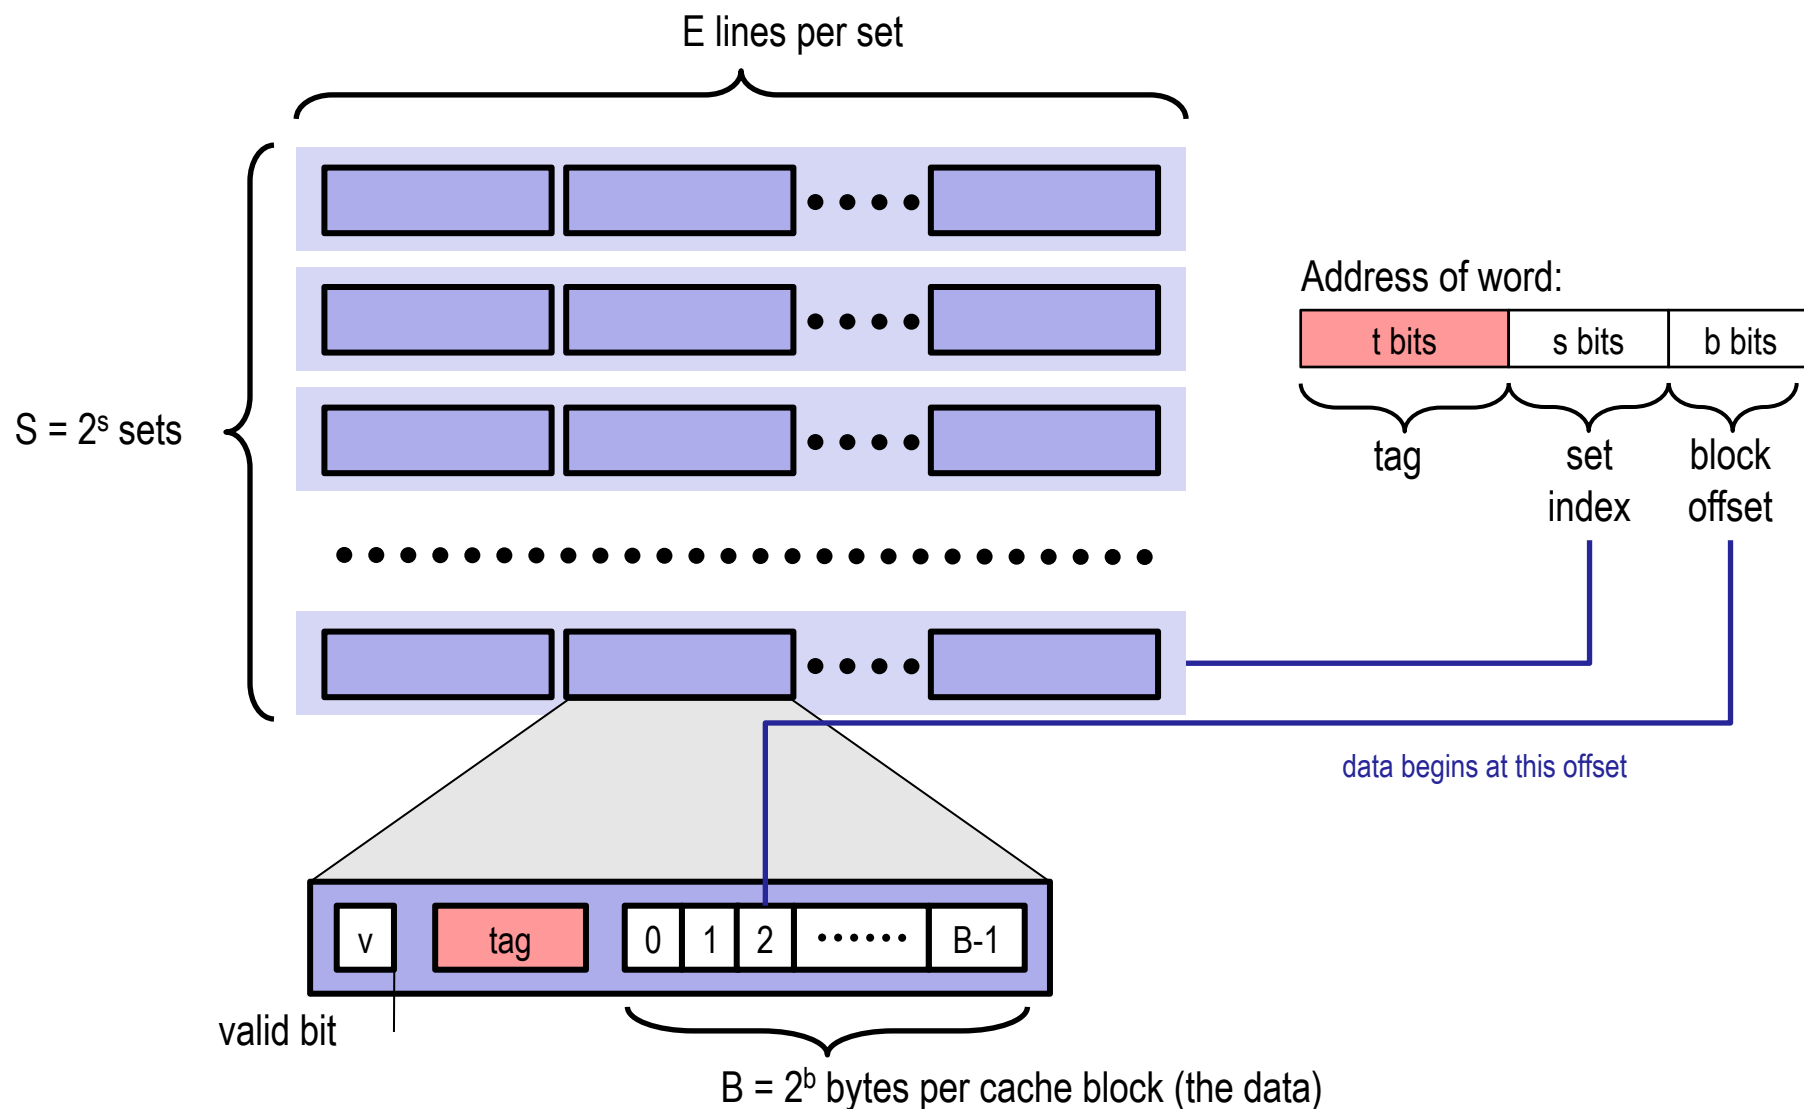 E lines per set
S = 2ˢ sets
Address of word:
t bits s bits b bits
tag set block
index offset
data begins at this offset
v tag 0 1 2 B-1
valid bit
B = 2ᵇ bytes per cache block (the data)